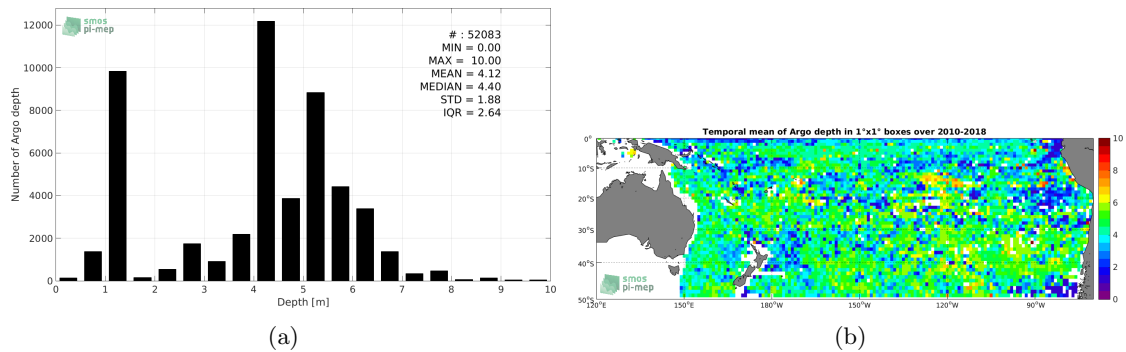 smos
pi-mep
# : 52083
MIN = 0.00
MAX = 10.00
MEAN = 4.12
MEDIAN = 4.40
STD = 1.88
IQR = 2.64
Number of Argo depth
12000
10000
8000
6000
4000
2000
0
0 1 2 3 4 5 6 7 8 9 10
Depth [m]
(a)
Temporal mean of Argo depth in 1°x1° boxes over 2010-2018
0°
10°S
20°S
30°S
40°S
50°S
120°E 150°E 180°W 150°W 120°W 90°W
smos
pi-mep
10
8
6
4
2
0
(b)